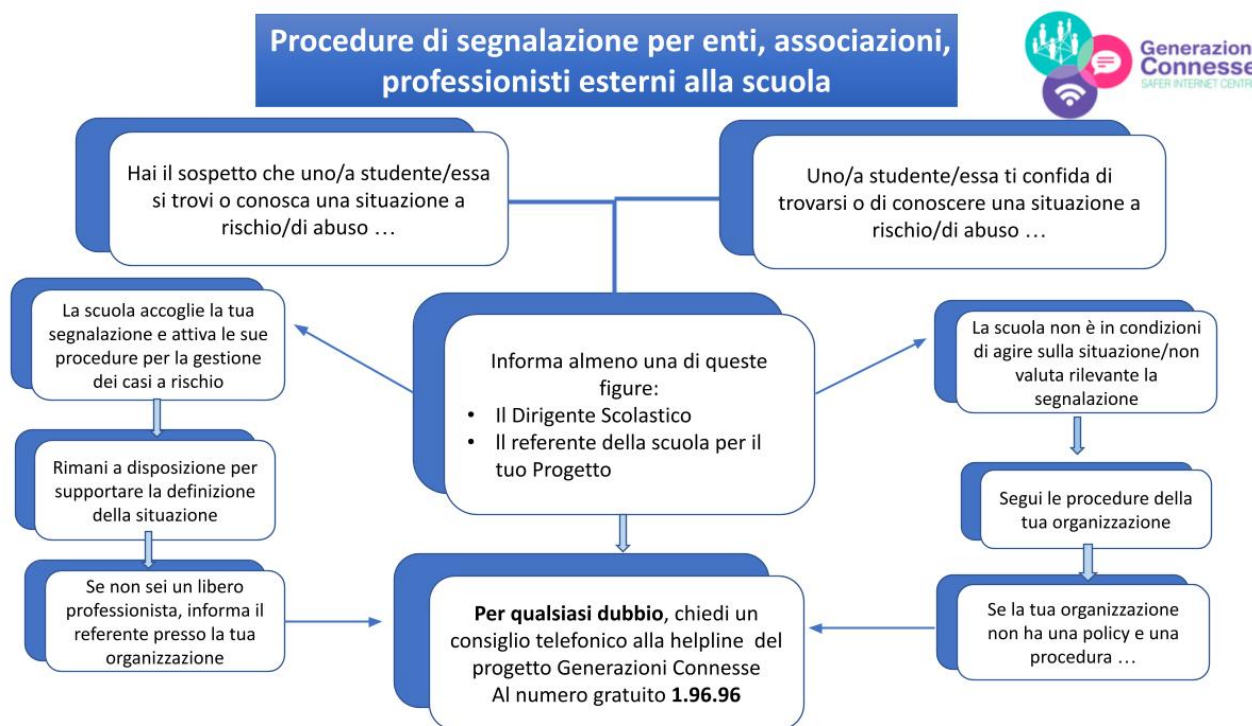 Procedure di segnalazione per enti, associazioni,
professionisti esterni alla scuola
Generazioni
Connesse
SAFER INTERNET CENTRE
Hai il sospetto che uno/a studente/essa
si trovi o conosca una situazione a
rischio/di abuso …
Uno/a studente/essa ti confida di
trovarsi o di conoscere una situazione a
rischio/di abuso …
La scuola accoglie la tua
segnalazione e attiva le sue
procedure per la gestione
dei casi a rischio
Informa almeno una di queste
figure:
• Il Dirigente Scolastico
• Il referente della scuola per il
tuo Progetto
La scuola non è in condizioni
di agire sulla situazione/non
valuta rilevante la
segnalazione
Rimani a disposizione per
supportare la definizione
della situazione
Segui le procedure della
tua organizzazione
Se non sei un libero
professionista, informa il
referente presso la tua
organizzazione
Per qualsiasi dubbio, chiedi un
consiglio telefonico alla helpline del
progetto Generazioni Connesse
Al numero gratuito 1.96.96
Se la tua organizzazione
non ha una policy e una
procedura …